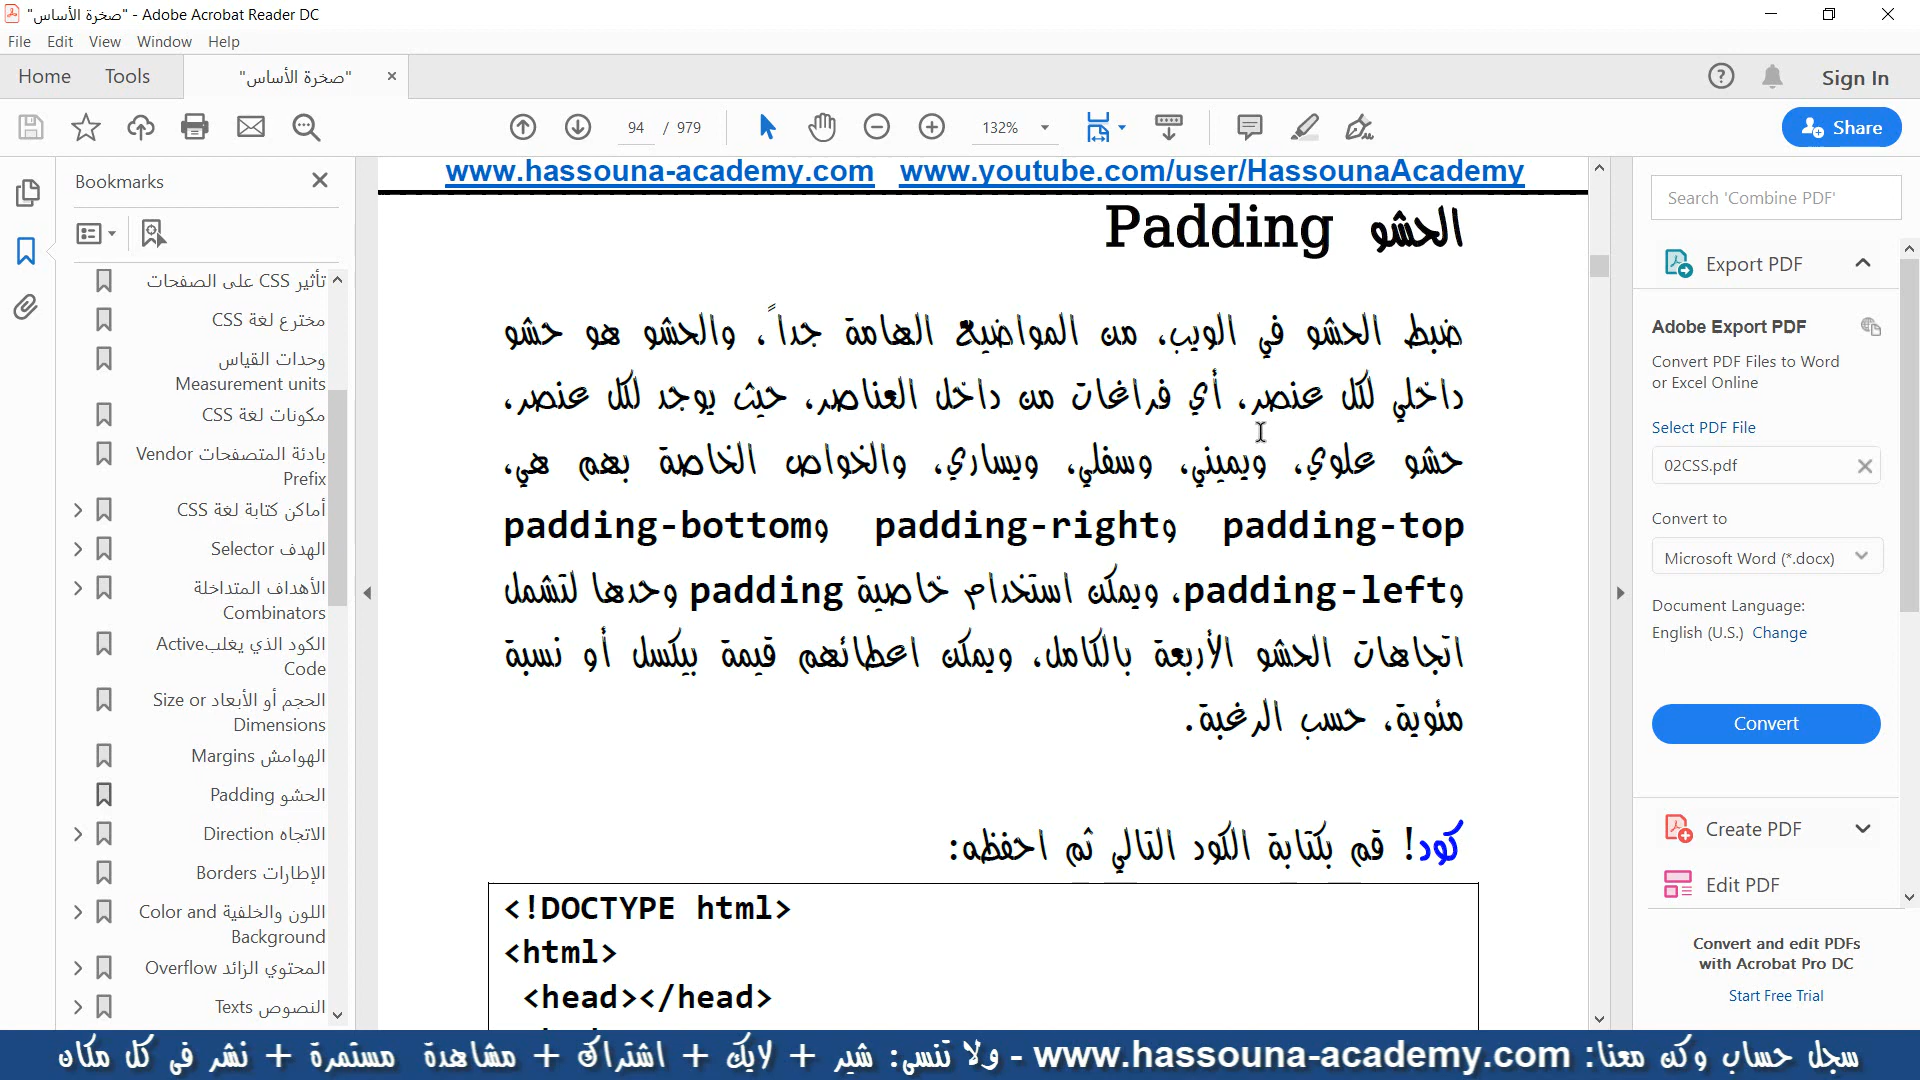 "صخرة الأساس" - Adobe Acrobat Reader DC
File Edit View Window Help
Home Tools "صخرة الأساس" Sign In
94 / 979 132% Share
Bookmarks
تأثير CSS على الصفحات
مخترع لغة CSS
وحدات القياس
Measurement units
مكونات لغة CSS
بادئة المتصفحات Vendor
Prefix
أماكن كتابة لغة CSS
الهدف Selector
الأهداف المتداخلة
Combinators
الكود الذي يغلب Active
Code
الحجم أو الأبعاد Size or
Dimensions
الهوامش Margins
الحشو Padding
الاتجاه Direction
الإطارات Borders
اللون والخلفية Color and
Background
المحتوي الزائد Overflow
النصوص Texts
www.hassouna-academy.com www.youtube.com/user/HassounaAcademy
الحشو Padding
ضبط الحشو في الويب، من المواضيع الهامة جداً، والحشو هو حشو
داخلي لكل عنصر، أي فراغات من داخل العناصر، حيث يوجد لكل عنصر،
حشو علوي، ويميني، وسفلي، ويساري، والخواص الخاصة بهم هي،
padding-top وpadding-right وpadding-bottom
وpadding-left، ويمكن استخدام خاصية padding وحدها لتشمل
اتجاهات الحشو الأربعة بالكامل، ويمكن اعطائهم قيمة بيكسل أو نسبة
مئوية، حسب الرغبة.
كود! قم بكتابة الكود التالي ثم احفظه:
<!DOCTYPE html>
<html>
<head></head>
Search 'Combine PDF'
Export PDF
Adobe Export PDF
Convert PDF Files to Word
or Excel Online
Select PDF File
02CSS.pdf
Convert to
Microsoft Word (*.docx)
Document Language:
English (U.S.) Change
Convert
Create PDF
Edit PDF
Convert and edit PDFs
with Acrobat Pro DC
Start Free Trial
سجل حساب وكن معنا: www.hassouna-academy.com - ولا تنسى: شير + لايك + اشتراك + مشاهدة مستمرة + نشر في كل مكان